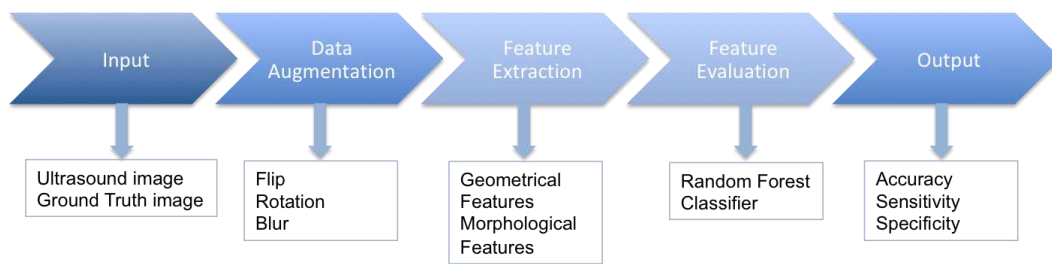 Input
Data
Augmentation
Feature
Extraction
Feature
Evaluation
Output
Ultrasound image
Ground Truth image
Flip
Rotation
Blur
Geometrical
Features
Morphological
Features
Random Forest
Classifier
Accuracy
Sensitivity
Specificity